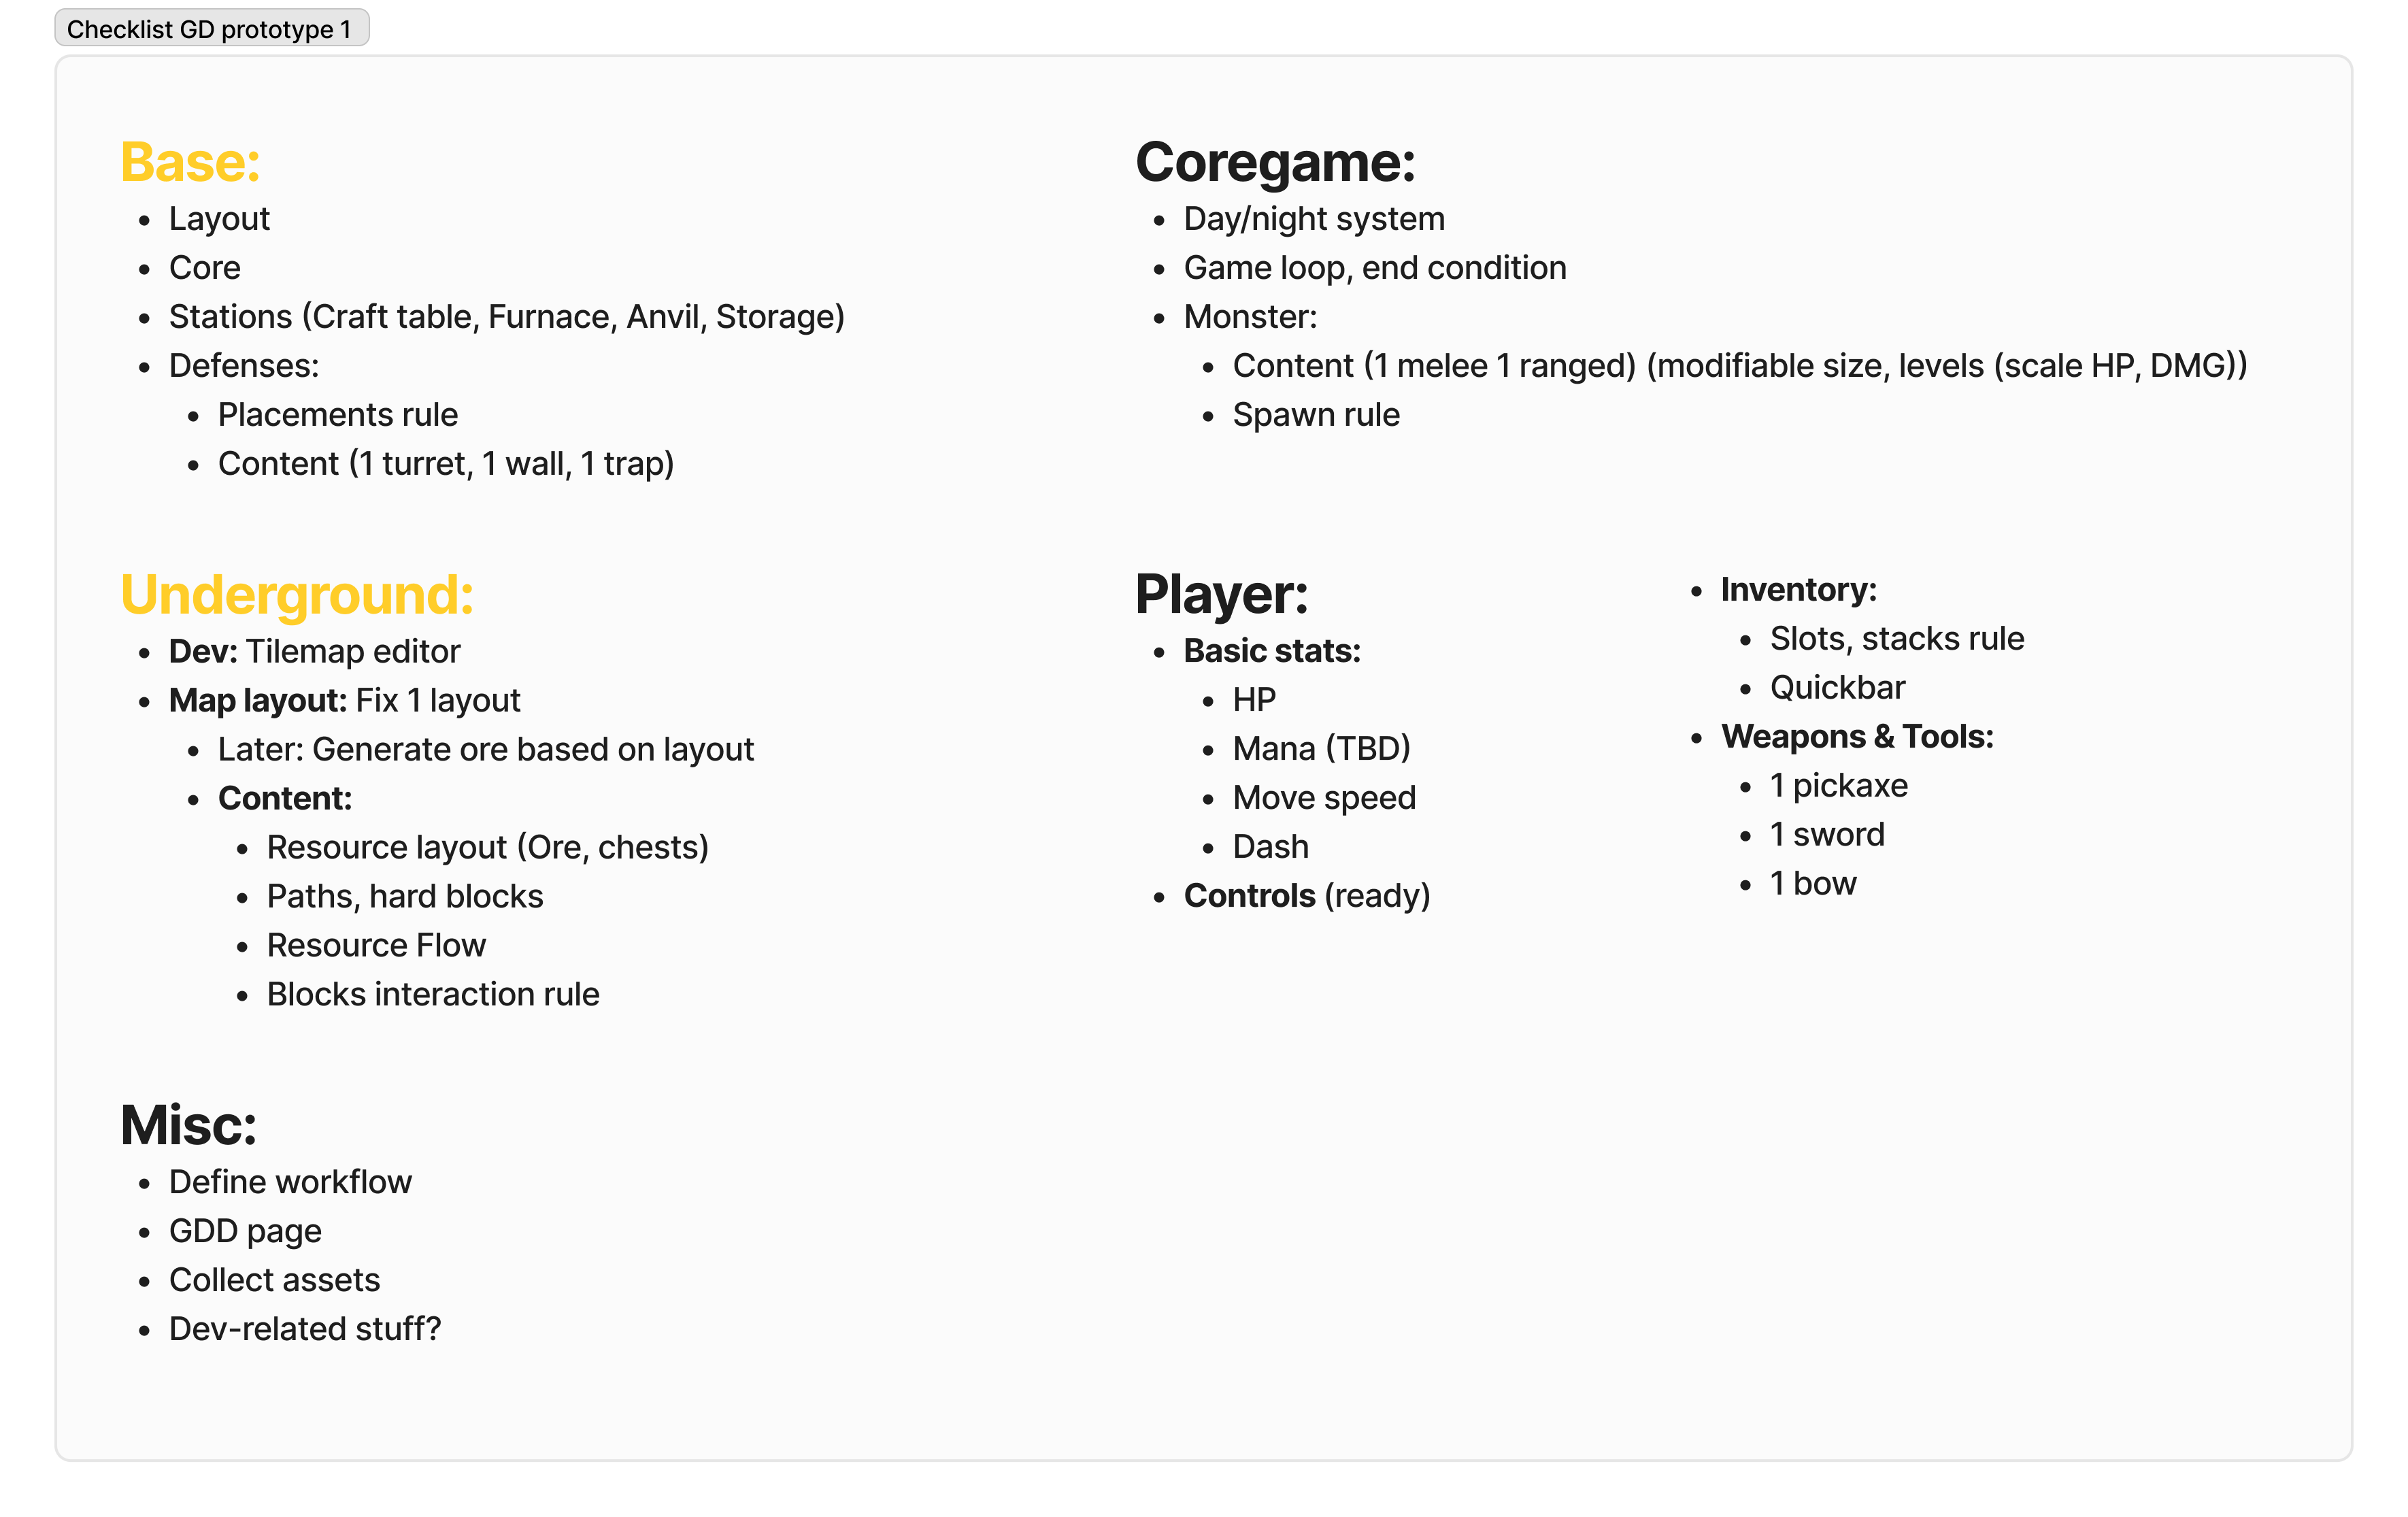 Checklist GD prototype 1
Base:
Layout
Core
Stations (Craft table, Furnace, Anvil, Storage)
Defenses:
Placements rule
Content (1 turret, 1 wall, 1 trap)
Coregame:
Day/night system
Game loop, end condition
Monster:
Content (1 melee 1 ranged) (modifiable size, levels (scale HP, DMG))
Spawn rule
Underground:
Dev: Tilemap editor
Map layout: Fix 1 layout
Later: Generate ore based on layout
Content:
Resource layout (Ore, chests)
Paths, hard blocks
Resource Flow
Blocks interaction rule
Player:
Basic stats:
HP
Mana (TBD)
Move speed
Dash
Controls (ready)
Inventory:
Slots, stacks rule
Quickbar
Weapons & Tools:
1 pickaxe
1 sword
1 bow
Misc:
Define workflow
GDD page
Collect assets
Dev-related stuff?